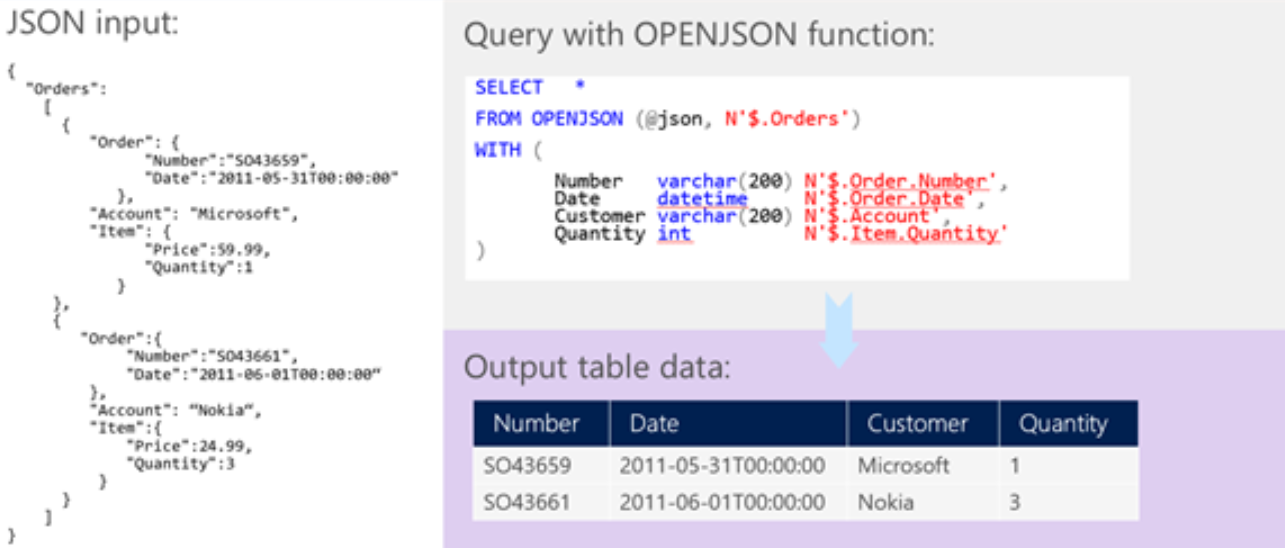 JSON input:
{
"Orders":
[
{
"Order": {
"Number":"SO43659",
"Date":"2011-05-31T00:00:00"
},
"Account": "Microsoft",
"Item": {
"Price":59.99,
"Quantity":1
}
},
{
"Order":{
"Number":"SO43661",
"Date":"2011-06-01T00:00:00“
},
"Account": “Nokia“,
"Item":{
"Price":24.99,
"Quantity":3
}
}
]
}
Query with OPENJSON function:
SELECT *
FROM OPENJSON (@json, N'$.Orders')
WITH (
Number varchar(200) N'$.Order.Number',
Date datetime N'$.Order.Date',
Customer varchar(200) N'$.Account',
Quantity int N'$.Item.Quantity'
)
Output table data:
Number Date Customer Quantity
SO43659 2011-05-31T00:00:00 Microsoft 1
SO43661 2011-06-01T00:00:00 Nokia 3